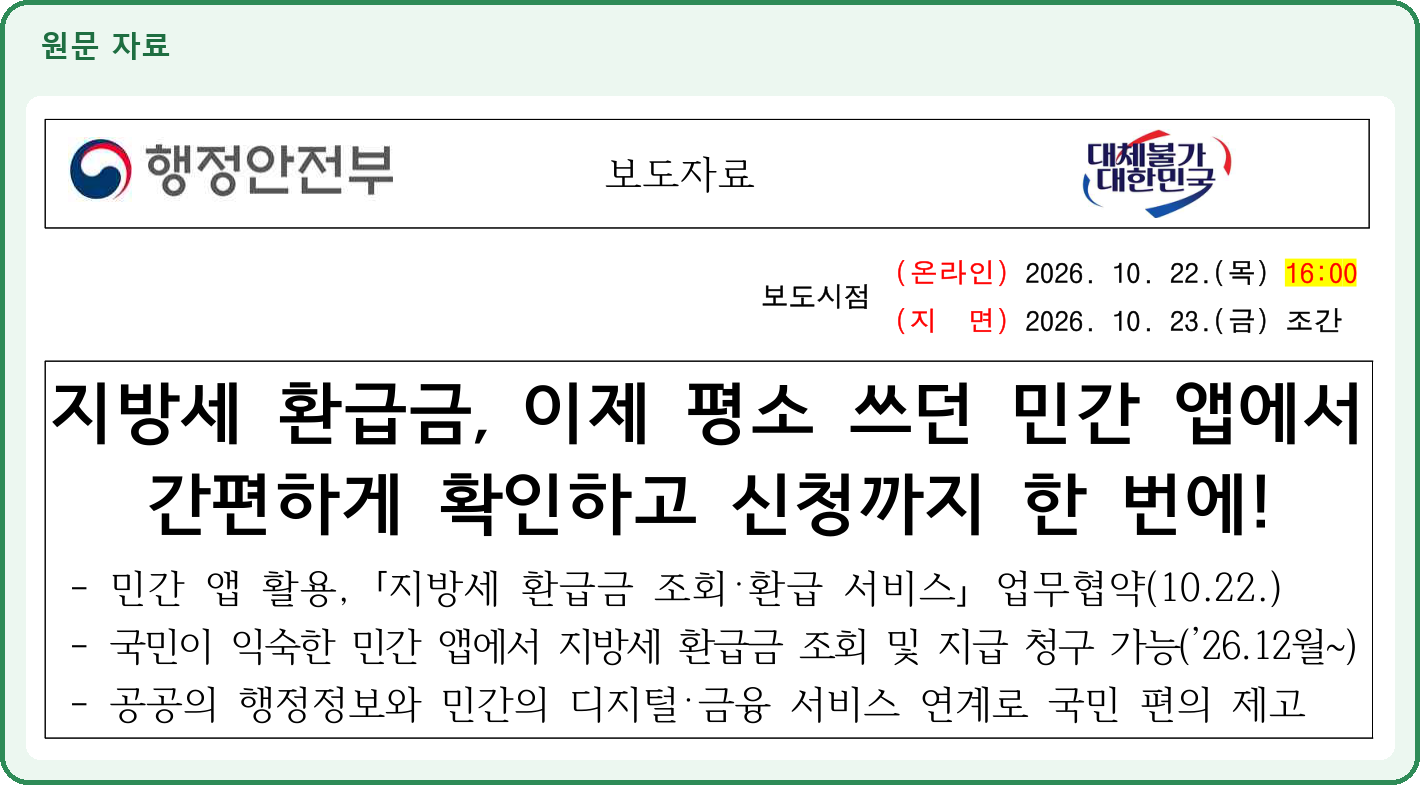 원문 자료
행정안전부
보도자료
대체불가
대한민국
보도시점
(온라인) 2026. 10. 22.(목) 16:00
(지 면) 2026. 10. 23.(금) 조간
지방세 환급금, 이제 평소 쓰던 민간 앱에서
간편하게 확인하고 신청까지 한 번에!
- 민간 앱 활용, 「지방세 환급금 조회·환급 서비스」 업무협약(10.22.)
- 국민이 익숙한 민간 앱에서 지방세 환급금 조회 및 지급 청구 가능(’26.12월~)
- 공공의 행정정보와 민간의 디지털·금융 서비스 연계로 국민 편의 제고